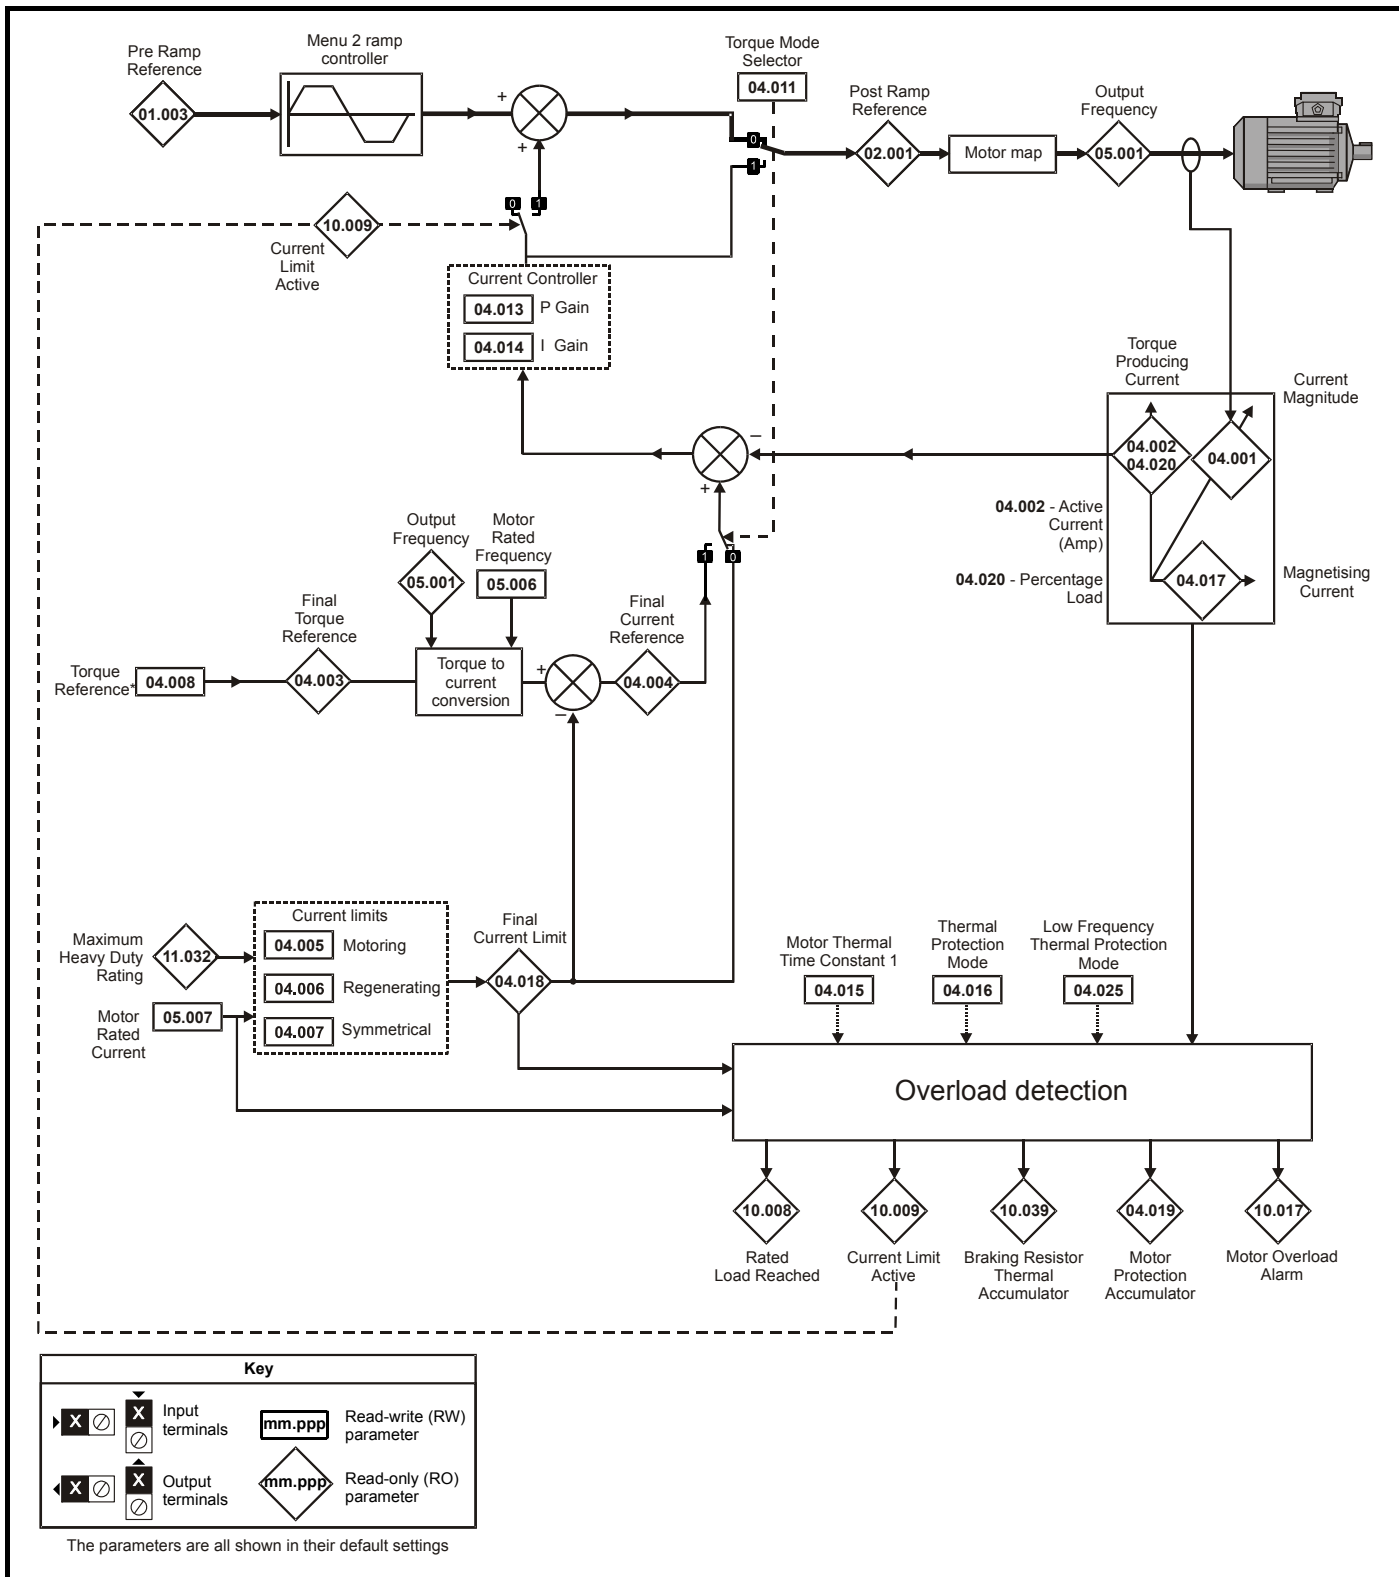 Pre Ramp
Reference
01.003
Menu 2 ramp
controller
+
+
Torque Mode
Selector
04.011
0
1
Post Ramp
Reference
02.001
Motor map
Output
Frequency
05.001
10.009
Current
Limit
Active
0
1
Current Controller
04.013 P Gain
04.014 I Gain
Torque
Producing
Current
Current
Magnitude
04.002
04.020
04.001
04.017
Magnetising
Current
04.002 - Active
Current
(Amp)
04.020 - Percentage
Load
–
+
1
0
Output
Frequency
05.001
Motor
Rated
Frequency
05.006
Torque
Reference*
04.008
Final
Torque
Reference
04.003
Torque to
current
conversion
+
–
Final
Current
Reference
04.004
Maximum
Heavy Duty
Rating
11.032
Motor
Rated
Current
05.007
Current limits
04.005 Motoring
04.006 Regenerating
04.007 Symmetrical
Final
Current Limit
04.018
Motor Thermal
Time Constant 1
04.015
Thermal
Protection
Mode
04.016
Low Frequency
Thermal Protection
Mode
04.025
Overload detection
10.008
Rated
Load Reached
10.009
Current Limit
Active
10.039
Braking Resistor
Thermal
Accumulator
04.019
Motor
Protection
Accumulator
10.017
Motor Overload
Alarm
Key
X
X
Input
terminals
mm.ppp
Read-write (RW)
parameter
X
X
Output
terminals
mm.ppp
Read-only (RO)
parameter
The parameters are all shown in their default settings